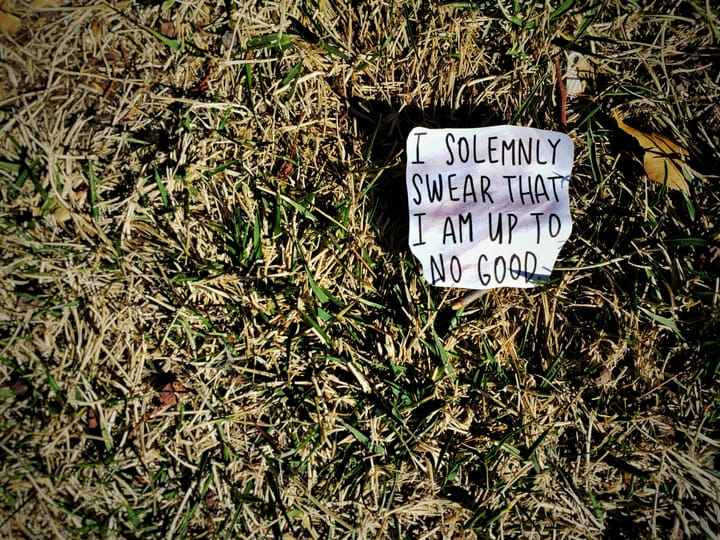 I SOLEMNLY
SWEAR THAT
I AM UP TO
NO GOOD.